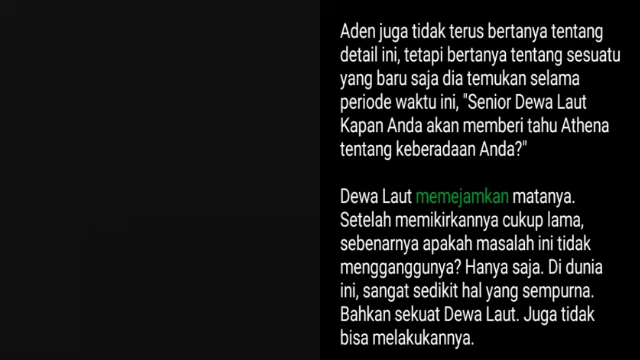 Aden juga tidak terus bertanya tentang
detail ini, tetapi bertanya tentang sesuatu
yang baru saja dia temukan selama
periode waktu ini, "Senior Dewa Laut
Kapan Anda akan memberi tahu Athena
tentang keberadaan Anda?"
Dewa Laut memejamkan matanya.
Setelah memikirkannya cukup lama,
sebenarnya apakah masalah ini tidak
mengganggunya? Hanya saja. Di dunia
ini, sangat sedikit hal yang sempurna.
Bahkan sekuat Dewa Laut. Juga tidak
bisa melakukannya.